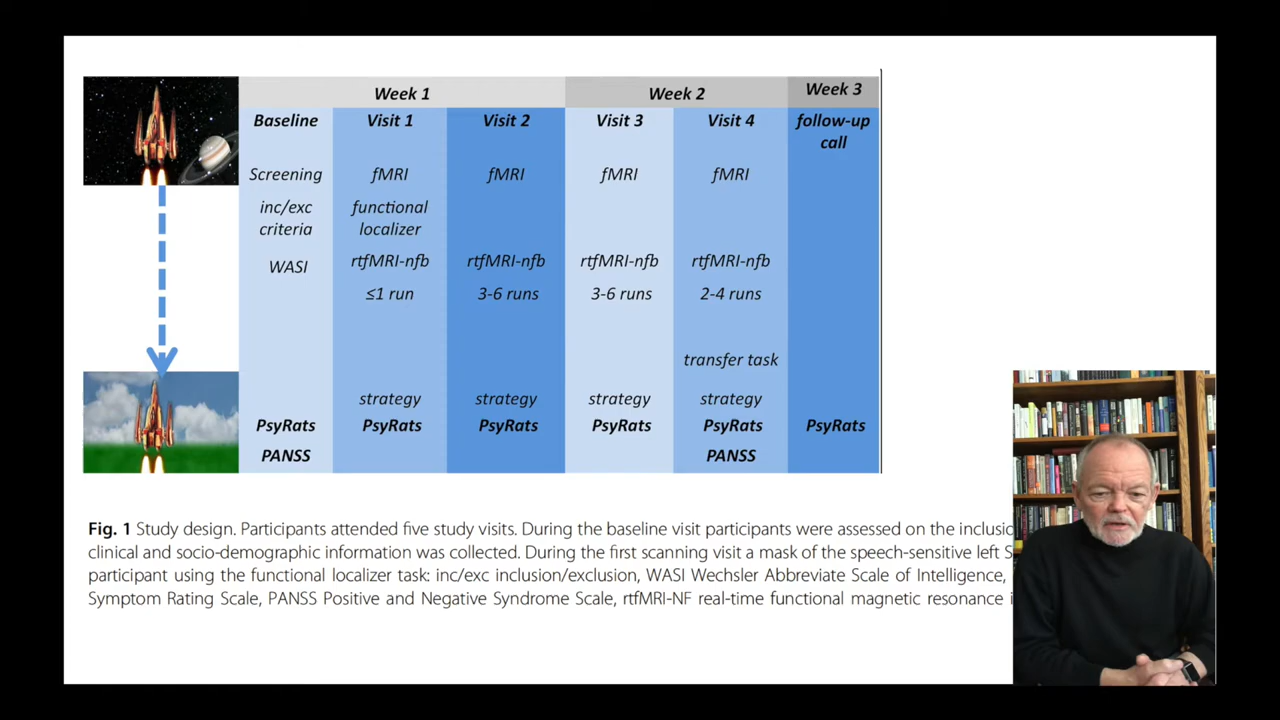 Week 1 Week 2 Week 3
Baseline Visit 1 Visit 2 Visit 3 Visit 4 follow-up
call
Screening fMRI fMRI fMRI fMRI
inc/exc functional
criteria localizer
WASI rtfMRI-nfb rtfMRI-nfb rtfMRI-nfb rtfMRI-nfb
≤1 run 3-6 runs 3-6 runs 2-4 runs
transfer task
strategy strategy strategy strategy
PsyRats PsyRats PsyRats PsyRats PsyRats PsyRats
PANSS PANSS
Fig. 1 Study design. Participants attended five study visits. During the baseline visit participants were assessed on the
clinical and socio-demographic information was collected. During the first scanning visit a mask of the speech-sensitive left
participant using the functional localizer task: inc/exc inclusion/exclusion, WASI Wechsler Abbreviate Scale of Intelligence,
Symptom Rating Scale, PANSS Positive and Negative Syndrome Scale, rtfMRI-NF real-time functional magnetic resonance